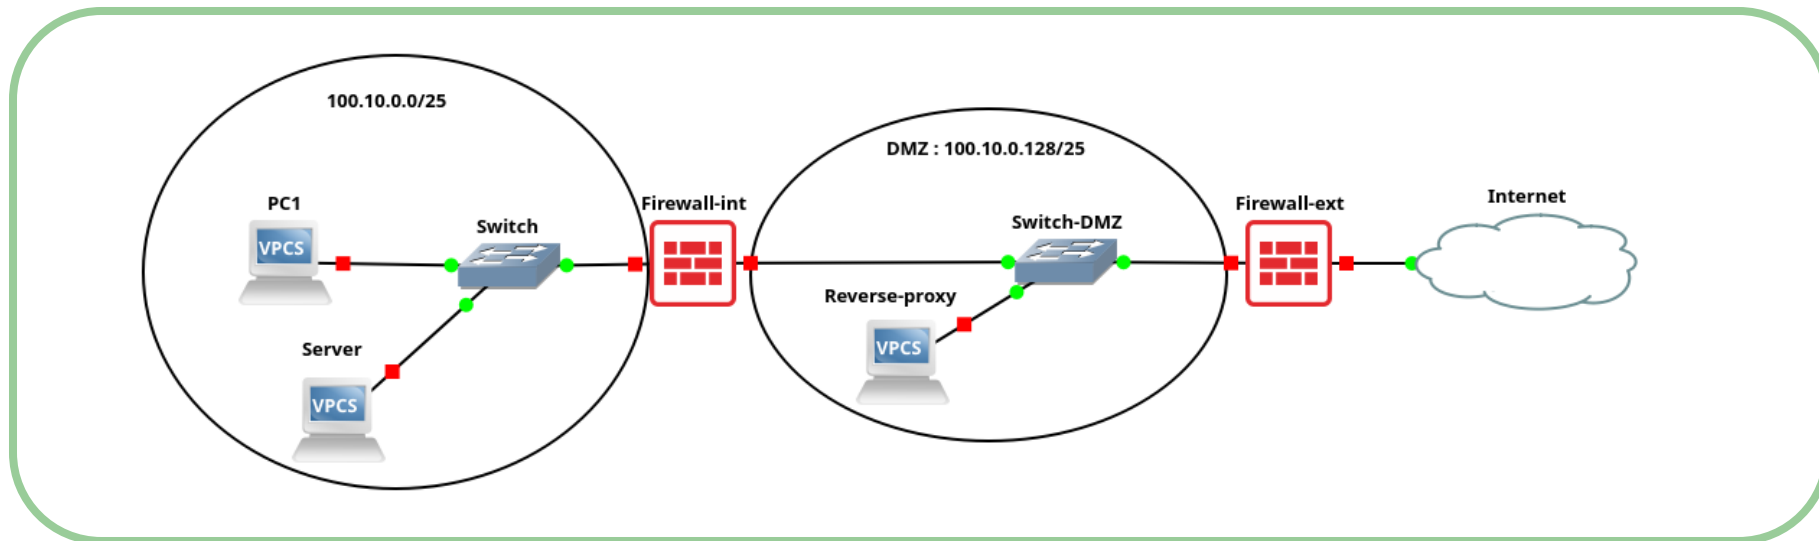 100.10.0.0/25
DMZ : 100.10.0.128/25
PC1
Switch
Firewall-int
Switch-DMZ
Firewall-ext
Internet
VPCS
Reverse-proxy
VPCS
Server
VPCS